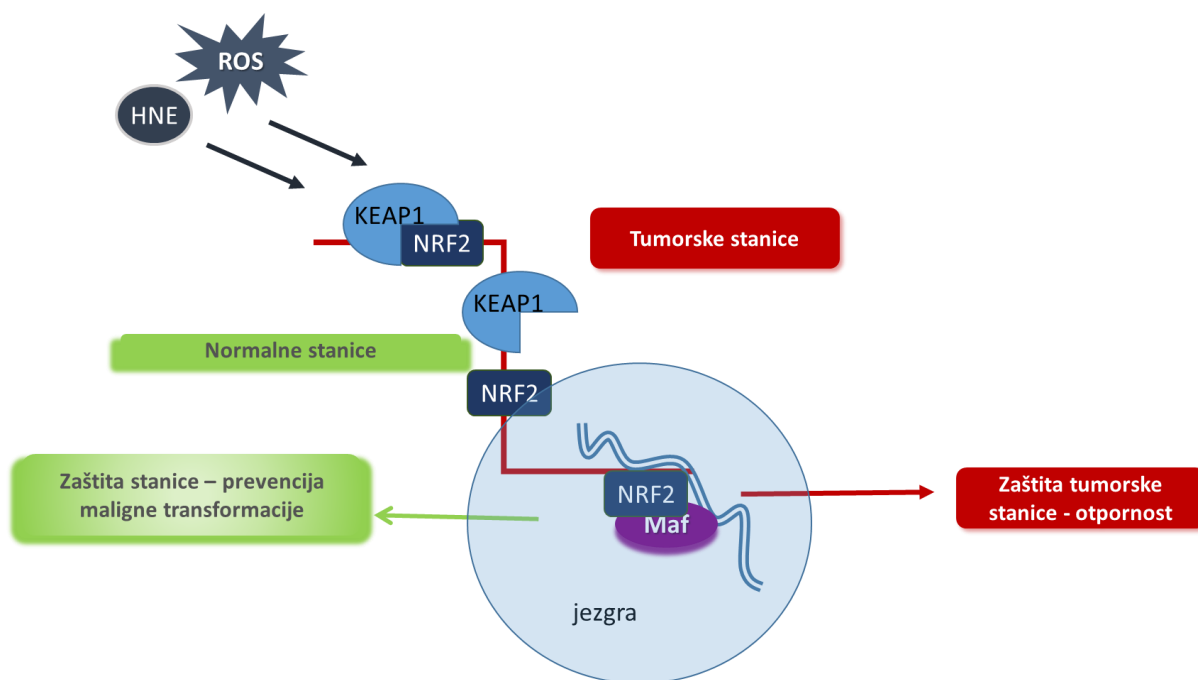 ROS
HNE
KEAP1
NRF2
Tumorske stanice
KEAP1
Normalne stanice
NRF2
Zaštita stanice – prevencija
maligne transformacije
NRF2
Maf
Zaštita tumorske
stanice - otpornost
jezgra